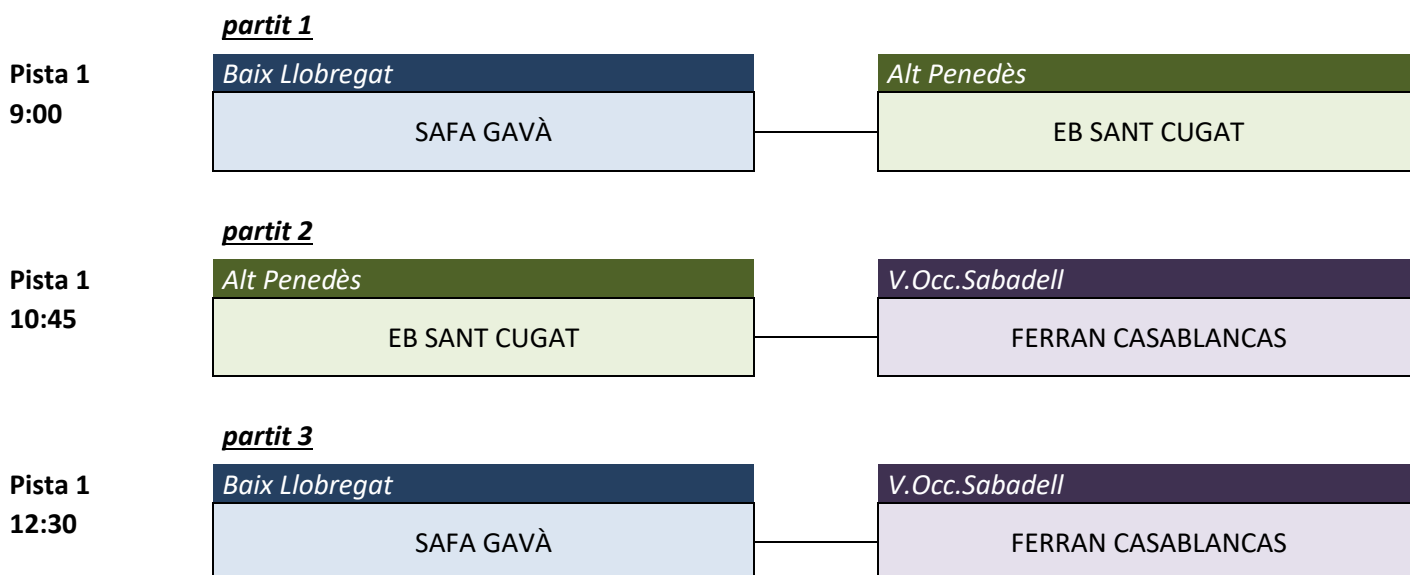 partit 1
Pista 1
9:00
Baix Llobregat
Alt Penedès
SAFA GAVÀ
EB SANT CUGAT
partit 2
Pista 1
10:45
Alt Penedès
V.Occ.Sabadell
EB SANT CUGAT
FERRAN CASABLANCAS
partit 3
Pista 1
12:30
Baix Llobregat
V.Occ.Sabadell
SAFA GAVÀ
FERRAN CASABLANCAS